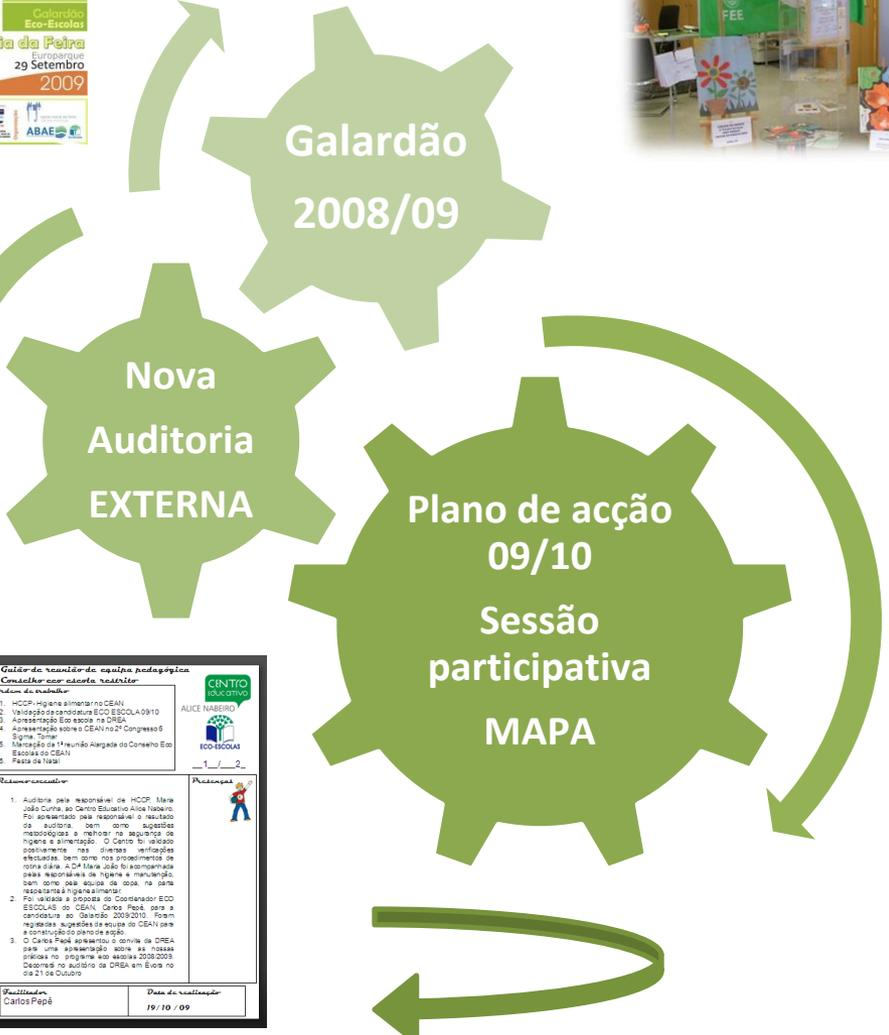 Galardão
Eco-Escolas
ia da Feira
Europarque
29 Setembro
2009
Organização
ABAE
FEE
Galardão
2008/09
Nova
Auditoria
EXTERNA
Plano de acção
09/10
Sessão
participativa
MAPA
Guião de reunião de equipa pedagógica
Conselho eco escola restrito
rdem de trabalho
1. HCCP- Higiene alimentar no CEAN
2. Validação da candidatura ECO ESCOLA 09/10
3. Apresentação Eco escola na DREA
4. Apresentação sobre o CEAN no 2º Congresso 6
Sigma. Tomar
5. Marcação da 1ª reunião Alargada do Conselho Eco
Escolas do CEAN
6. Festa de Natal
CENTRO
educativo
ALICE NABEIRO
ECO-ESCOLAS
__1__/___2_
Resumo executivo
Presenças
1. Auditoria pela responsável de HCCP, Maria
João Cunha, ao Centro Educativo Alice Nabeiro.
Foi apresentado pela responsável o resultado
da auditoria, bem como sugestões
metodológicas a melhorar na segurança de
higiene e alimentação. O Centro foi validado
positivamente nas diversas verificações
efectuadas, bem como nos procedimentos de
rotina diária. A Dª Maria João foi acompanhada
pelas responsáveis de higiene e manutenção,
bem como pela equipa de copa, na parte
respeitante á higiene alimentar.
2. Foi validada a proposta do Coordenador ECO
ESCOLAS do CEAN, Carlos Pepê, para a
candidatura ao Galardão 2009/2010. Foram
registadas sugestões da equipa do CEAN para
a construção do plano de acção.
3. O Carlos Pepê apresentou o convite da DREA
para uma apresentação sobre as nossas
práticas no programa eco escolas 2008/2009.
Decorrerá no auditório da DREA em Évora no
dia 21 de Outubro
Facilitador
Carlos Pepê
Data de realização
19/10 /09